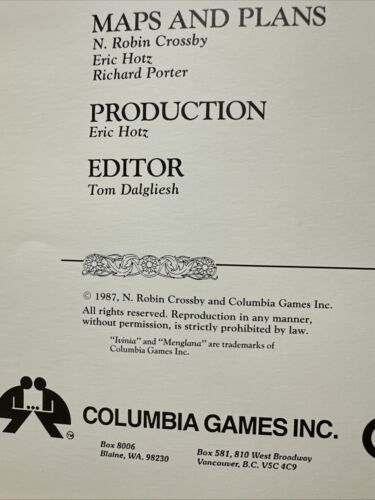 MAPS AND PLANS
N. Robin Crossby
Eric Hotz
Richard Porter
PRODUCTION
Eric Hotz
EDITOR
Tom Dalgliesh
© 1987, N. Robin Crossby and Columbia Games Inc.
All rights reserved. Reproduction in any manner,
without permission, is strictly prohibited by law.
"Ivinia" and "Menglana" are trademarks of
Columbia Games Inc.
TM
COLUMBIA GAMES INC.
Box 8006
Blaine, WA. 98230
Box 581, 810 West Broadway
Vancouver, B.C. V5C 4C9